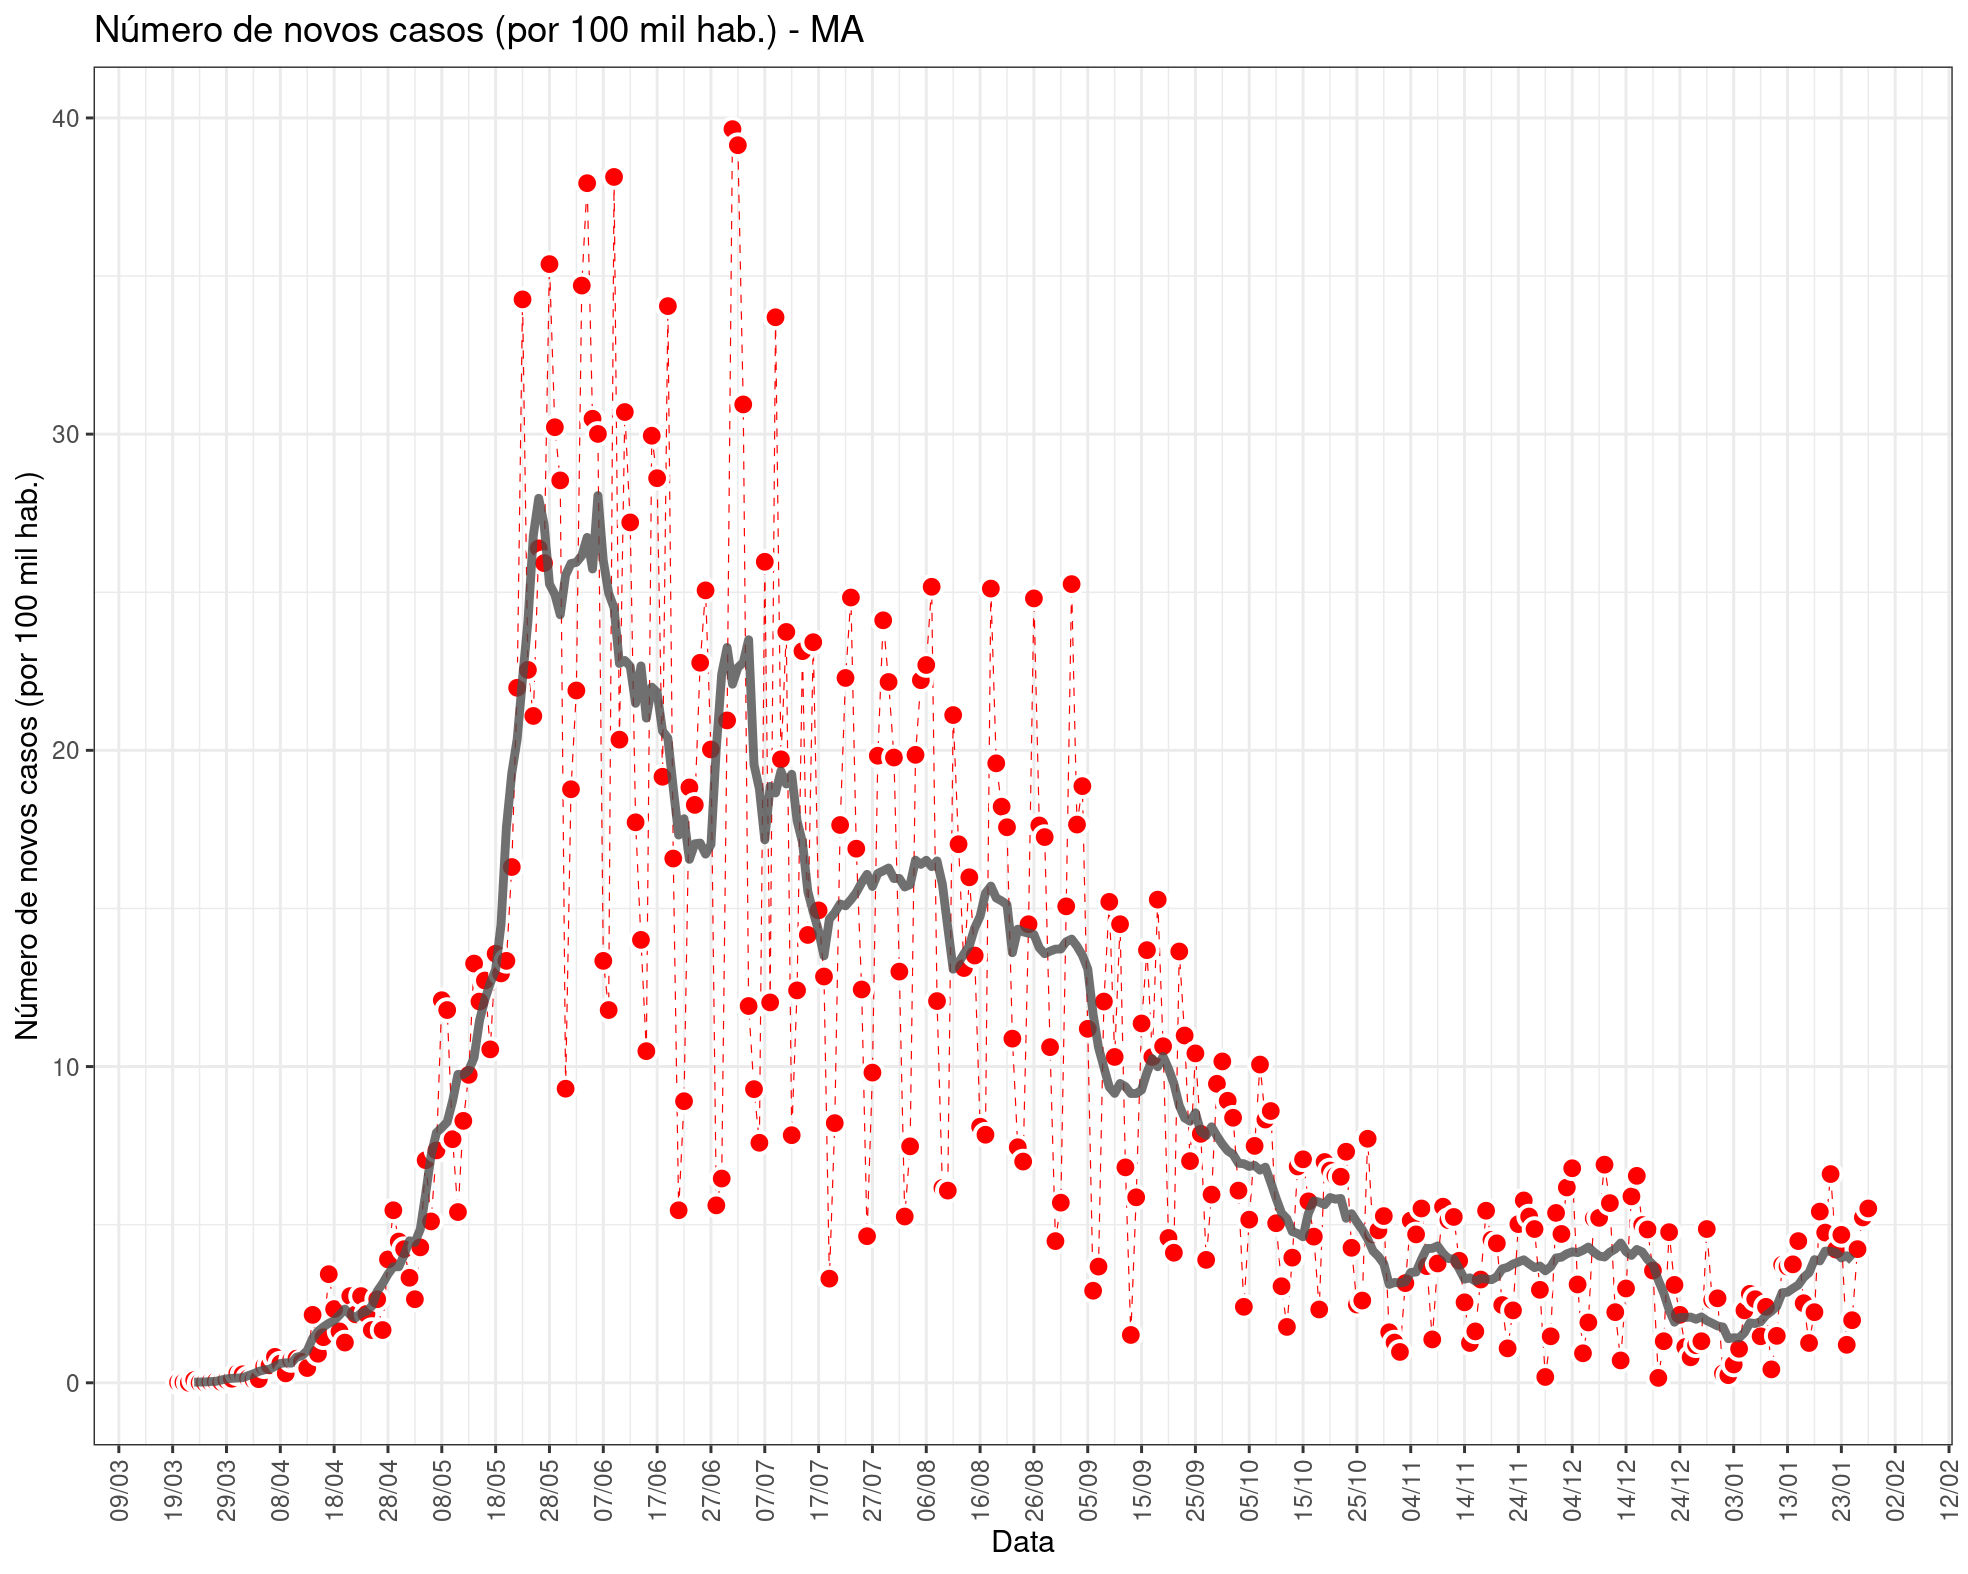 Número de novos casos (por 100 mil hab.) - MA
Número de novos casos (por 100 mil hab.)
40
30
20
10
0
09/03 19/03 29/03 08/04 18/04 28/04 08/05 18/05 28/05 07/06 17/06 27/06 07/07 17/07 27/07 06/08 16/08 26/08 05/09 15/09 25/09 05/10 15/10 25/10 04/11 14/11 24/11 04/12 14/12 24/12 03/01 13/01 23/01 02/02 12/02
Data